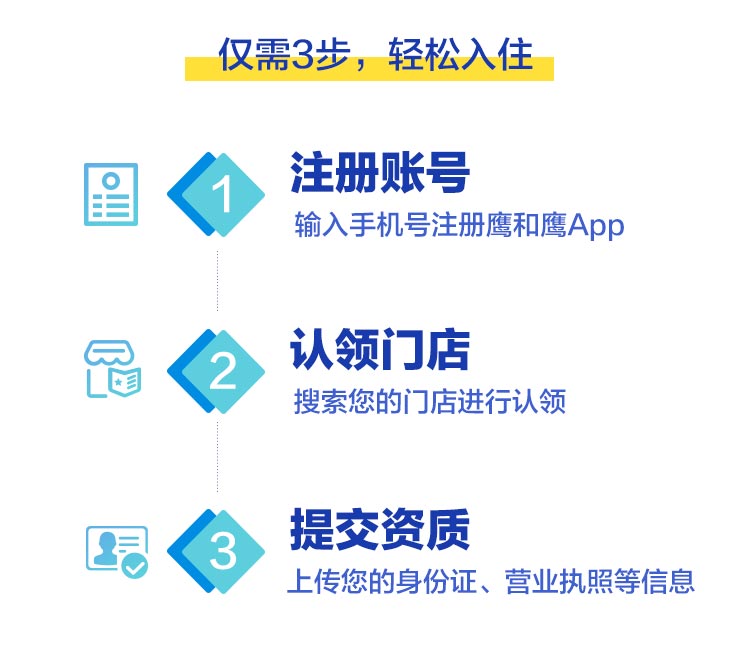 仅需3步，轻松入住
1
注册账号
输入手机号注册鹰和鹰App
2
认领门店
搜索您的门店进行认领
3
提交资质
上传您的身份证、营业执照等信息